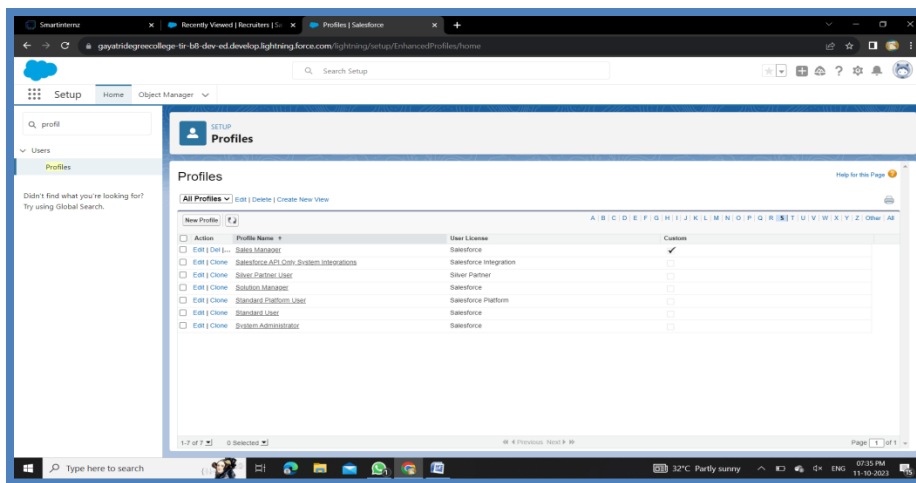 Smartinternz
Recently Viewed | Recruiters | Sa
Profiles | Salesforce
gayatridegreecollege-tir-b8-dev-ed.develop.lightning.force.com/lightning/setup/EnhancedProfiles/home
Search Setup
Setup Home Object Manager
profil
Users
Profiles
Didn't find what you're looking for?
Try using Global Search.
SETUP
Profiles
Profiles
Help for this Page
All Profiles Edit | Delete | Create New View
New Profile A | B | C | D | E | F | G | H | I | J | K | L | M | N | O | P | Q | R | S | T | U | V | W | X | Y | Z | Other | All
Action Profile Name User License Custom
Edit | Del | ... Sales Manager Salesforce
Edit | Clone Salesforce API Only System Integrations Salesforce Integration
Edit | Clone Silver Partner User Silver Partner
Edit | Clone Solution Manager Salesforce
Edit | Clone Standard Platform User Salesforce Platform
Edit | Clone Standard User Salesforce
Edit | Clone System Administrator Salesforce
1-7 of 7 0 Selected Previous Next Page 1 of 1
Type here to search
32°C Partly sunny
ENG
07:35 PM
11-10-2023
15